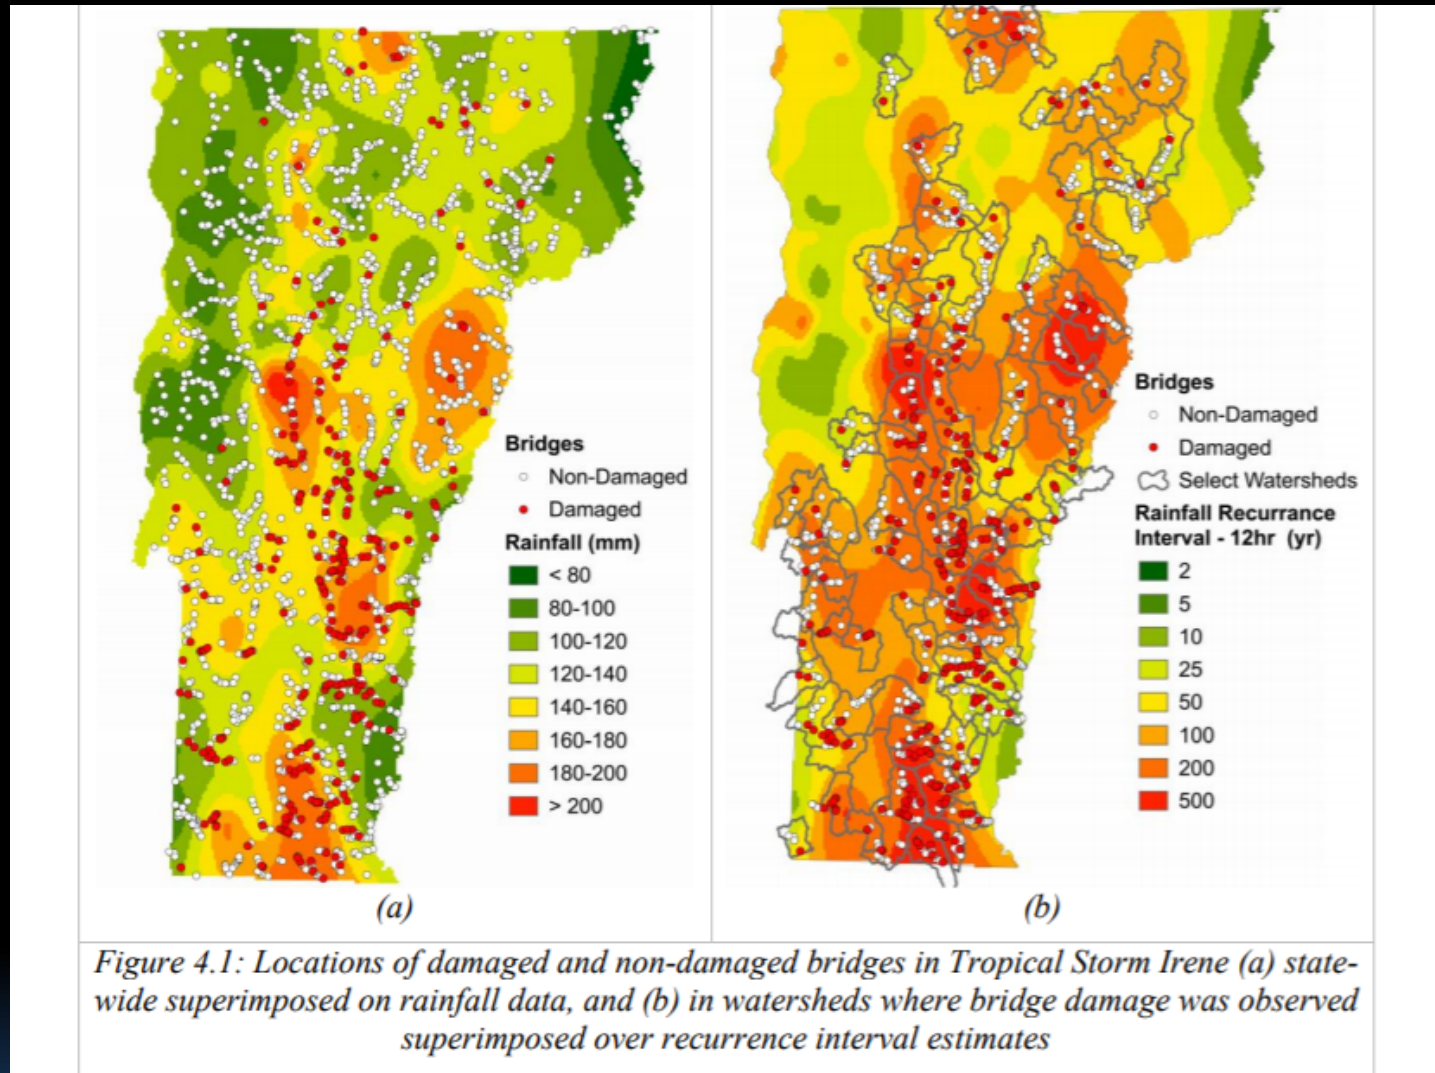 Bridges
Non-Damaged
Damaged
Rainfall (mm)
< 80
80-100
100-120
120-140
140-160
160-180
180-200
> 200
(a)
Bridges
Non-Damaged
Damaged
Select Watersheds
Rainfall Recurrance
Interval - 12hr (yr)
2
5
10
25
50
100
200
500
(b)
Figure 4.1: Locations of damaged and non-damaged bridges in Tropical Storm Irene (a) state-
wide superimposed on rainfall data, and (b) in watersheds where bridge damage was observed
superimposed over recurrence interval estimates